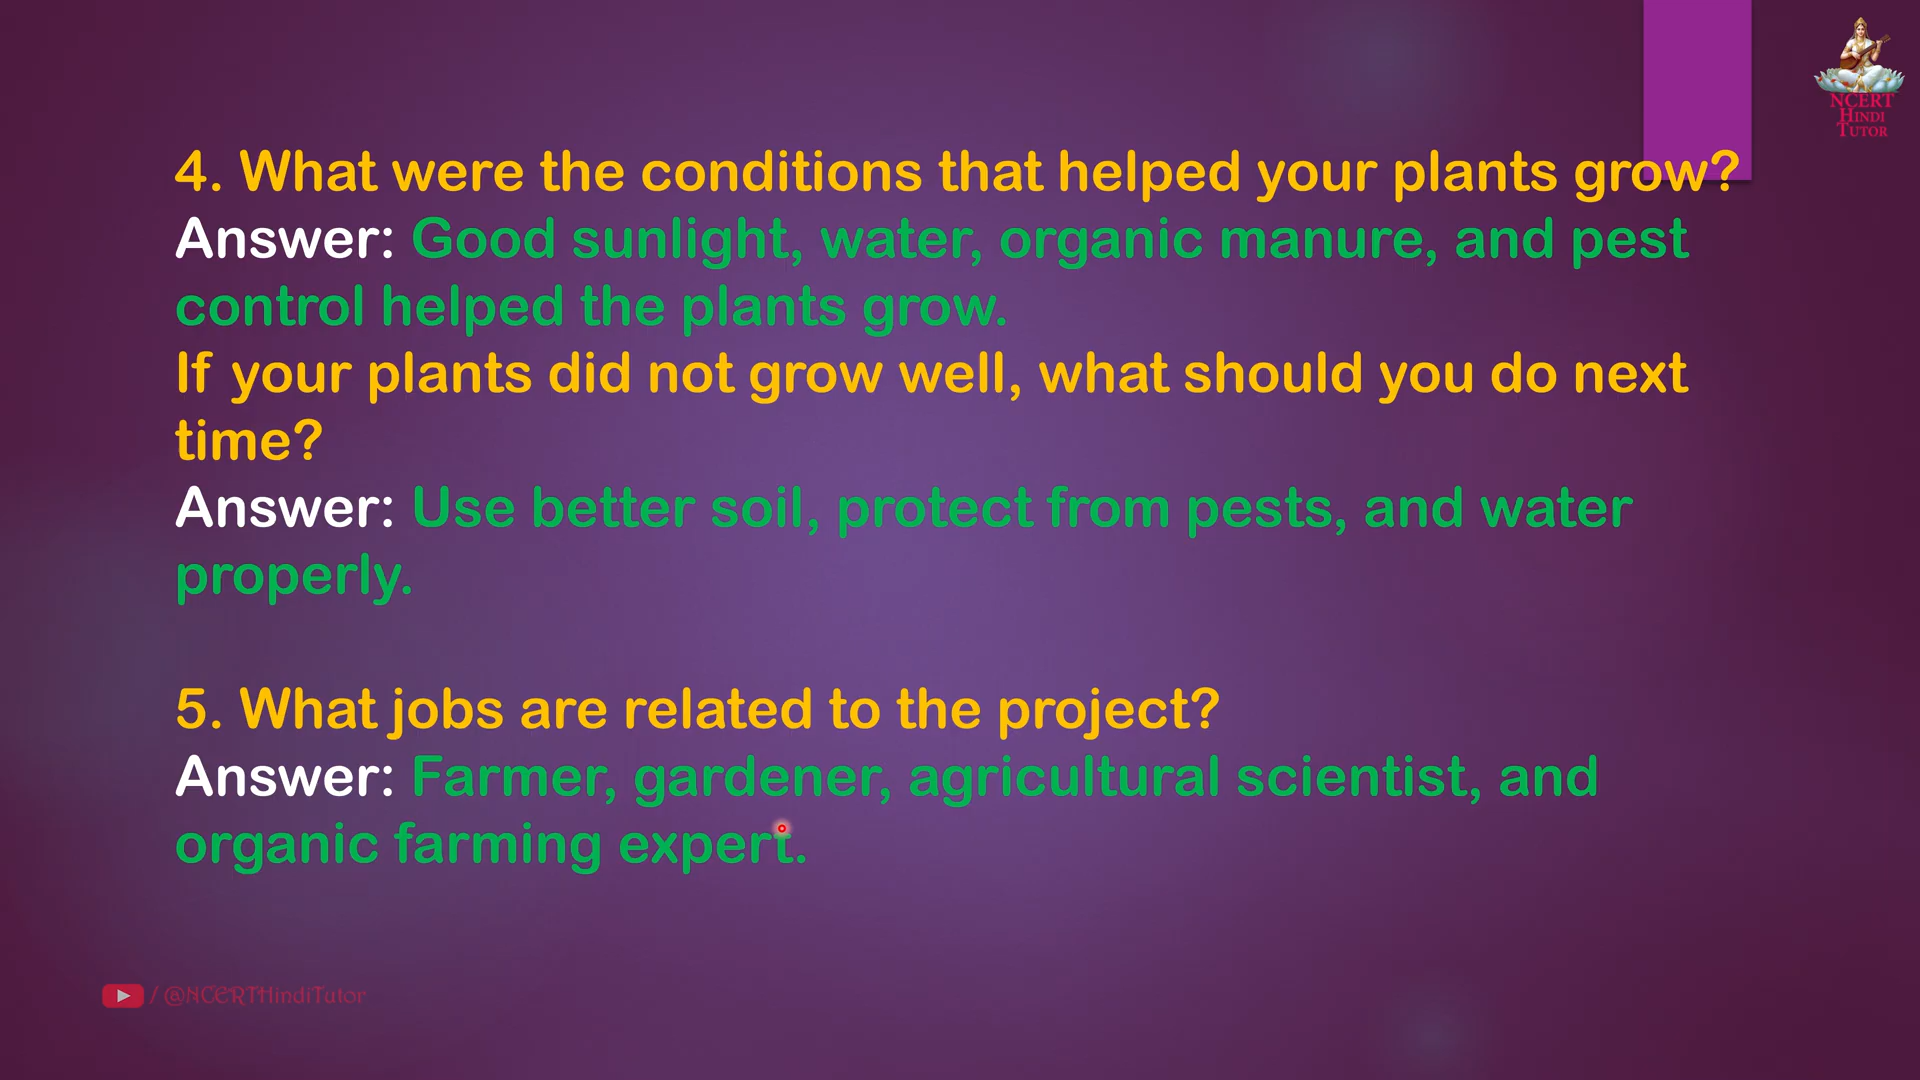 NCERT
HINDI
TUTOR
4. What were the conditions that helped your plants grow?
Answer: Good sunlight, water, organic manure, and pest
control helped the plants grow.
If your plants did not grow well, what should you do next
time?
Answer: Use better soil, protect from pests, and water
properly.
5. What jobs are related to the project?
Answer: Farmer, gardener, agricultural scientist, and
organic farming expert.
/ @NCERTHindiTutor